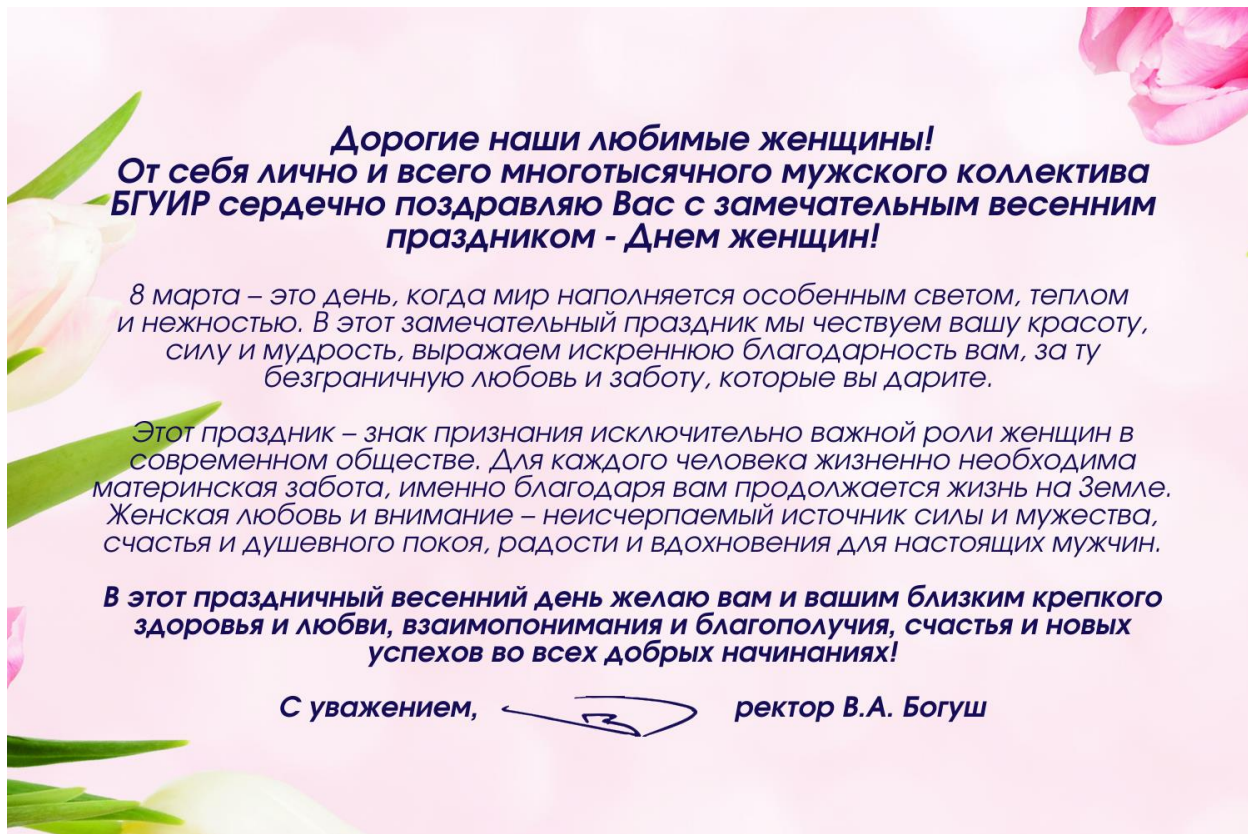 Дорогие наши любимые женщины!
От себя лично и всего многотысячного мужского коллектива
БГУИР сердечно поздравляю Вас с замечательным весенним
праздником - Днем женщин!
8 марта – это день, когда мир наполняется особенным светом, теплом
и нежностью. В этот замечательный праздник мы чествуем вашу красоту,
силу и мудрость, выражаем искреннюю благодарность вам, за ту
безграничную любовь и заботу, которые вы дарите.
Этот праздник – знак признания исключительно важной роли женщин в
современном обществе. Для каждого человека жизненно необходима
материнская забота, именно благодаря вам продолжается жизнь на Земле.
Женская любовь и внимание – неисчерпаемый источник силы и мужества,
счастья и душевного покоя, радости и вдохновения для настоящих мужчин.
В этот праздничный весенний день желаю вам и вашим близким крепкого
здоровья и любви, взаимопонимания и благополучия, счастья и новых
успехов во всех добрых начинаниях!
С уважением, ректор В.А. Богуш